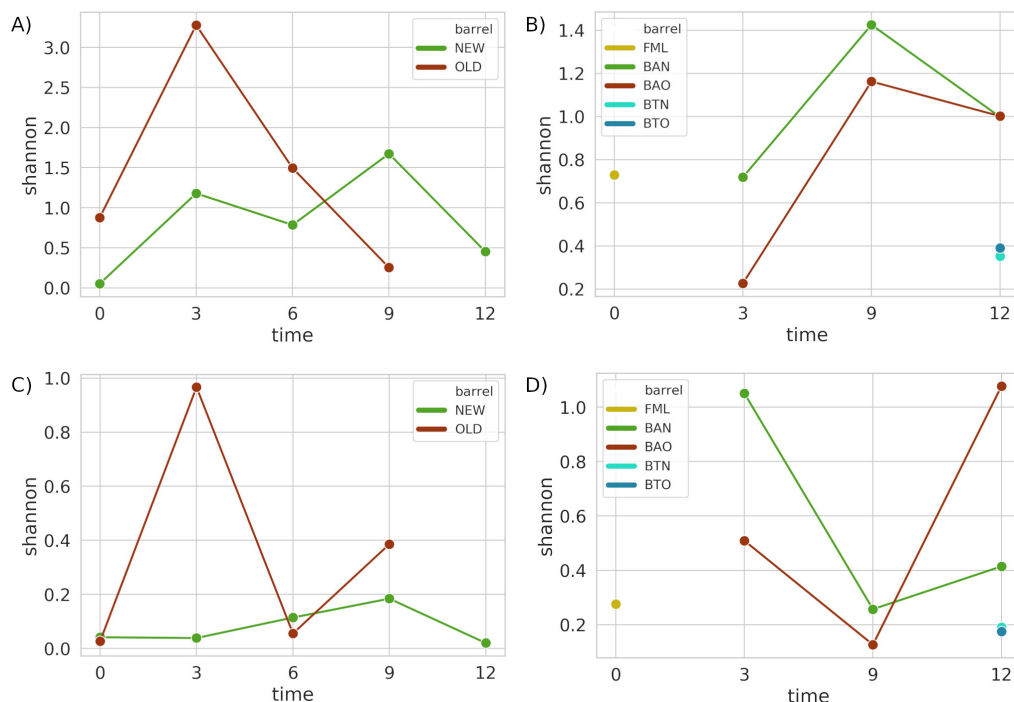 A)
shannon
3.0
2.5
2.0
1.5
1.0
0.5
0.0
0 3 6 9 12
time
barrel
NEW
OLD
B)
shannon
1.4
1.2
1.0
0.8
0.6
0.4
0.2
0 3 9 12
time
barrel
FML
BAN
BAO
BTN
BTO
C)
shannon
1.0
0.8
0.6
0.4
0.2
0.0
0 3 6 9 12
time
barrel
NEW
OLD
D)
shannon
1.0
0.8
0.6
0.4
0.2
0 3 9 12
time
barrel
FML
BAN
BAO
BTN
BTO